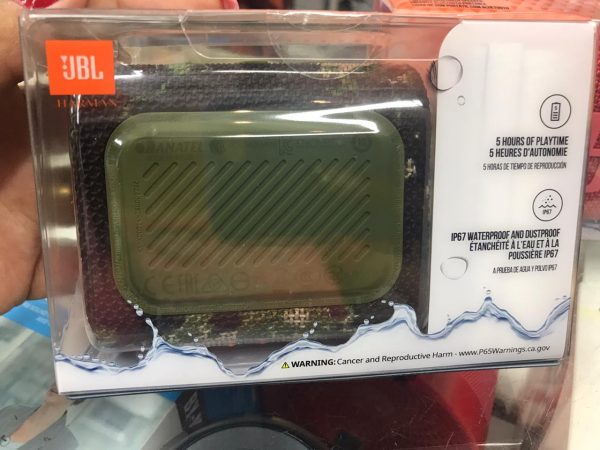 JBL
HARMAN
ANATEL
5 HOURS OF PLAYTIME
5 HEURES D'AUTONOMIE
5 HORAS DE TIEMPO DE REPRODUCCIÓN
IP67
IP67 WATERPROOF AND DUSTPROOF
ÉTANCHÉITÉ À L'EAU ET À LA
POUSSIÈRE IP67
A PRUEBA DE AGUA Y POLVO IP67
WARNING: Cancer and Reproductive Harm - www.P65Warnings.ca.gov